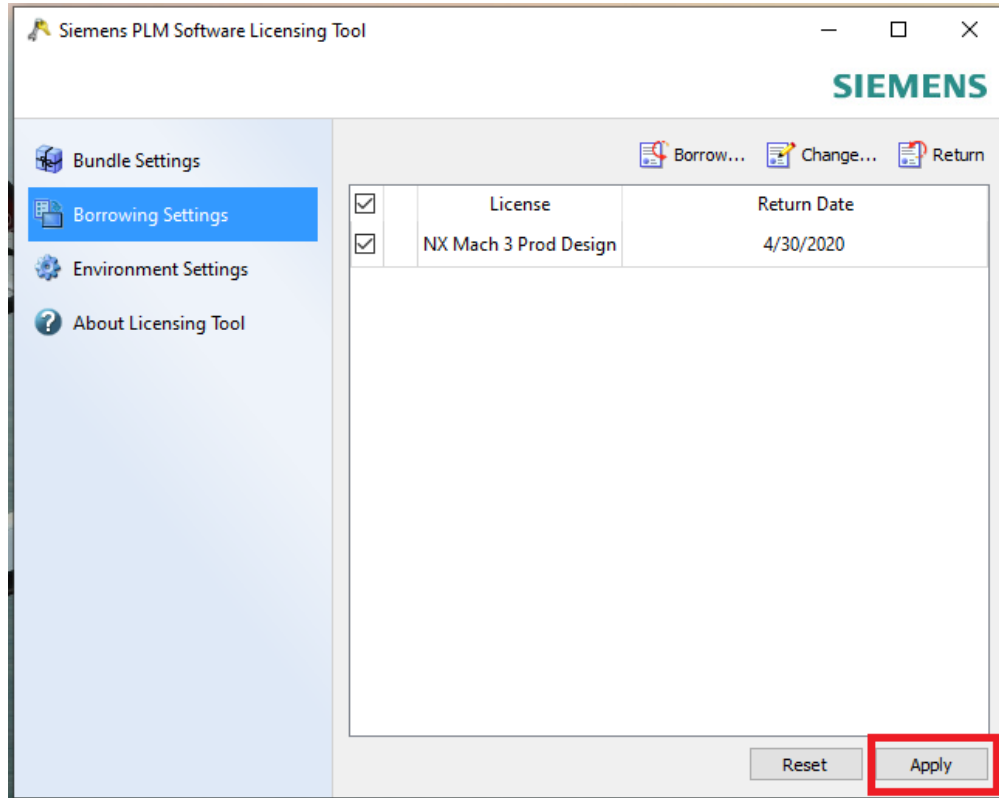 Siemens PLM Software Licensing Tool
SIEMENS
Bundle Settings
Borrowing Settings
Environment Settings
About Licensing Tool
Borrow... Change... Return
License Return Date
NX Mach 3 Prod Design 4/30/2020
Reset Apply